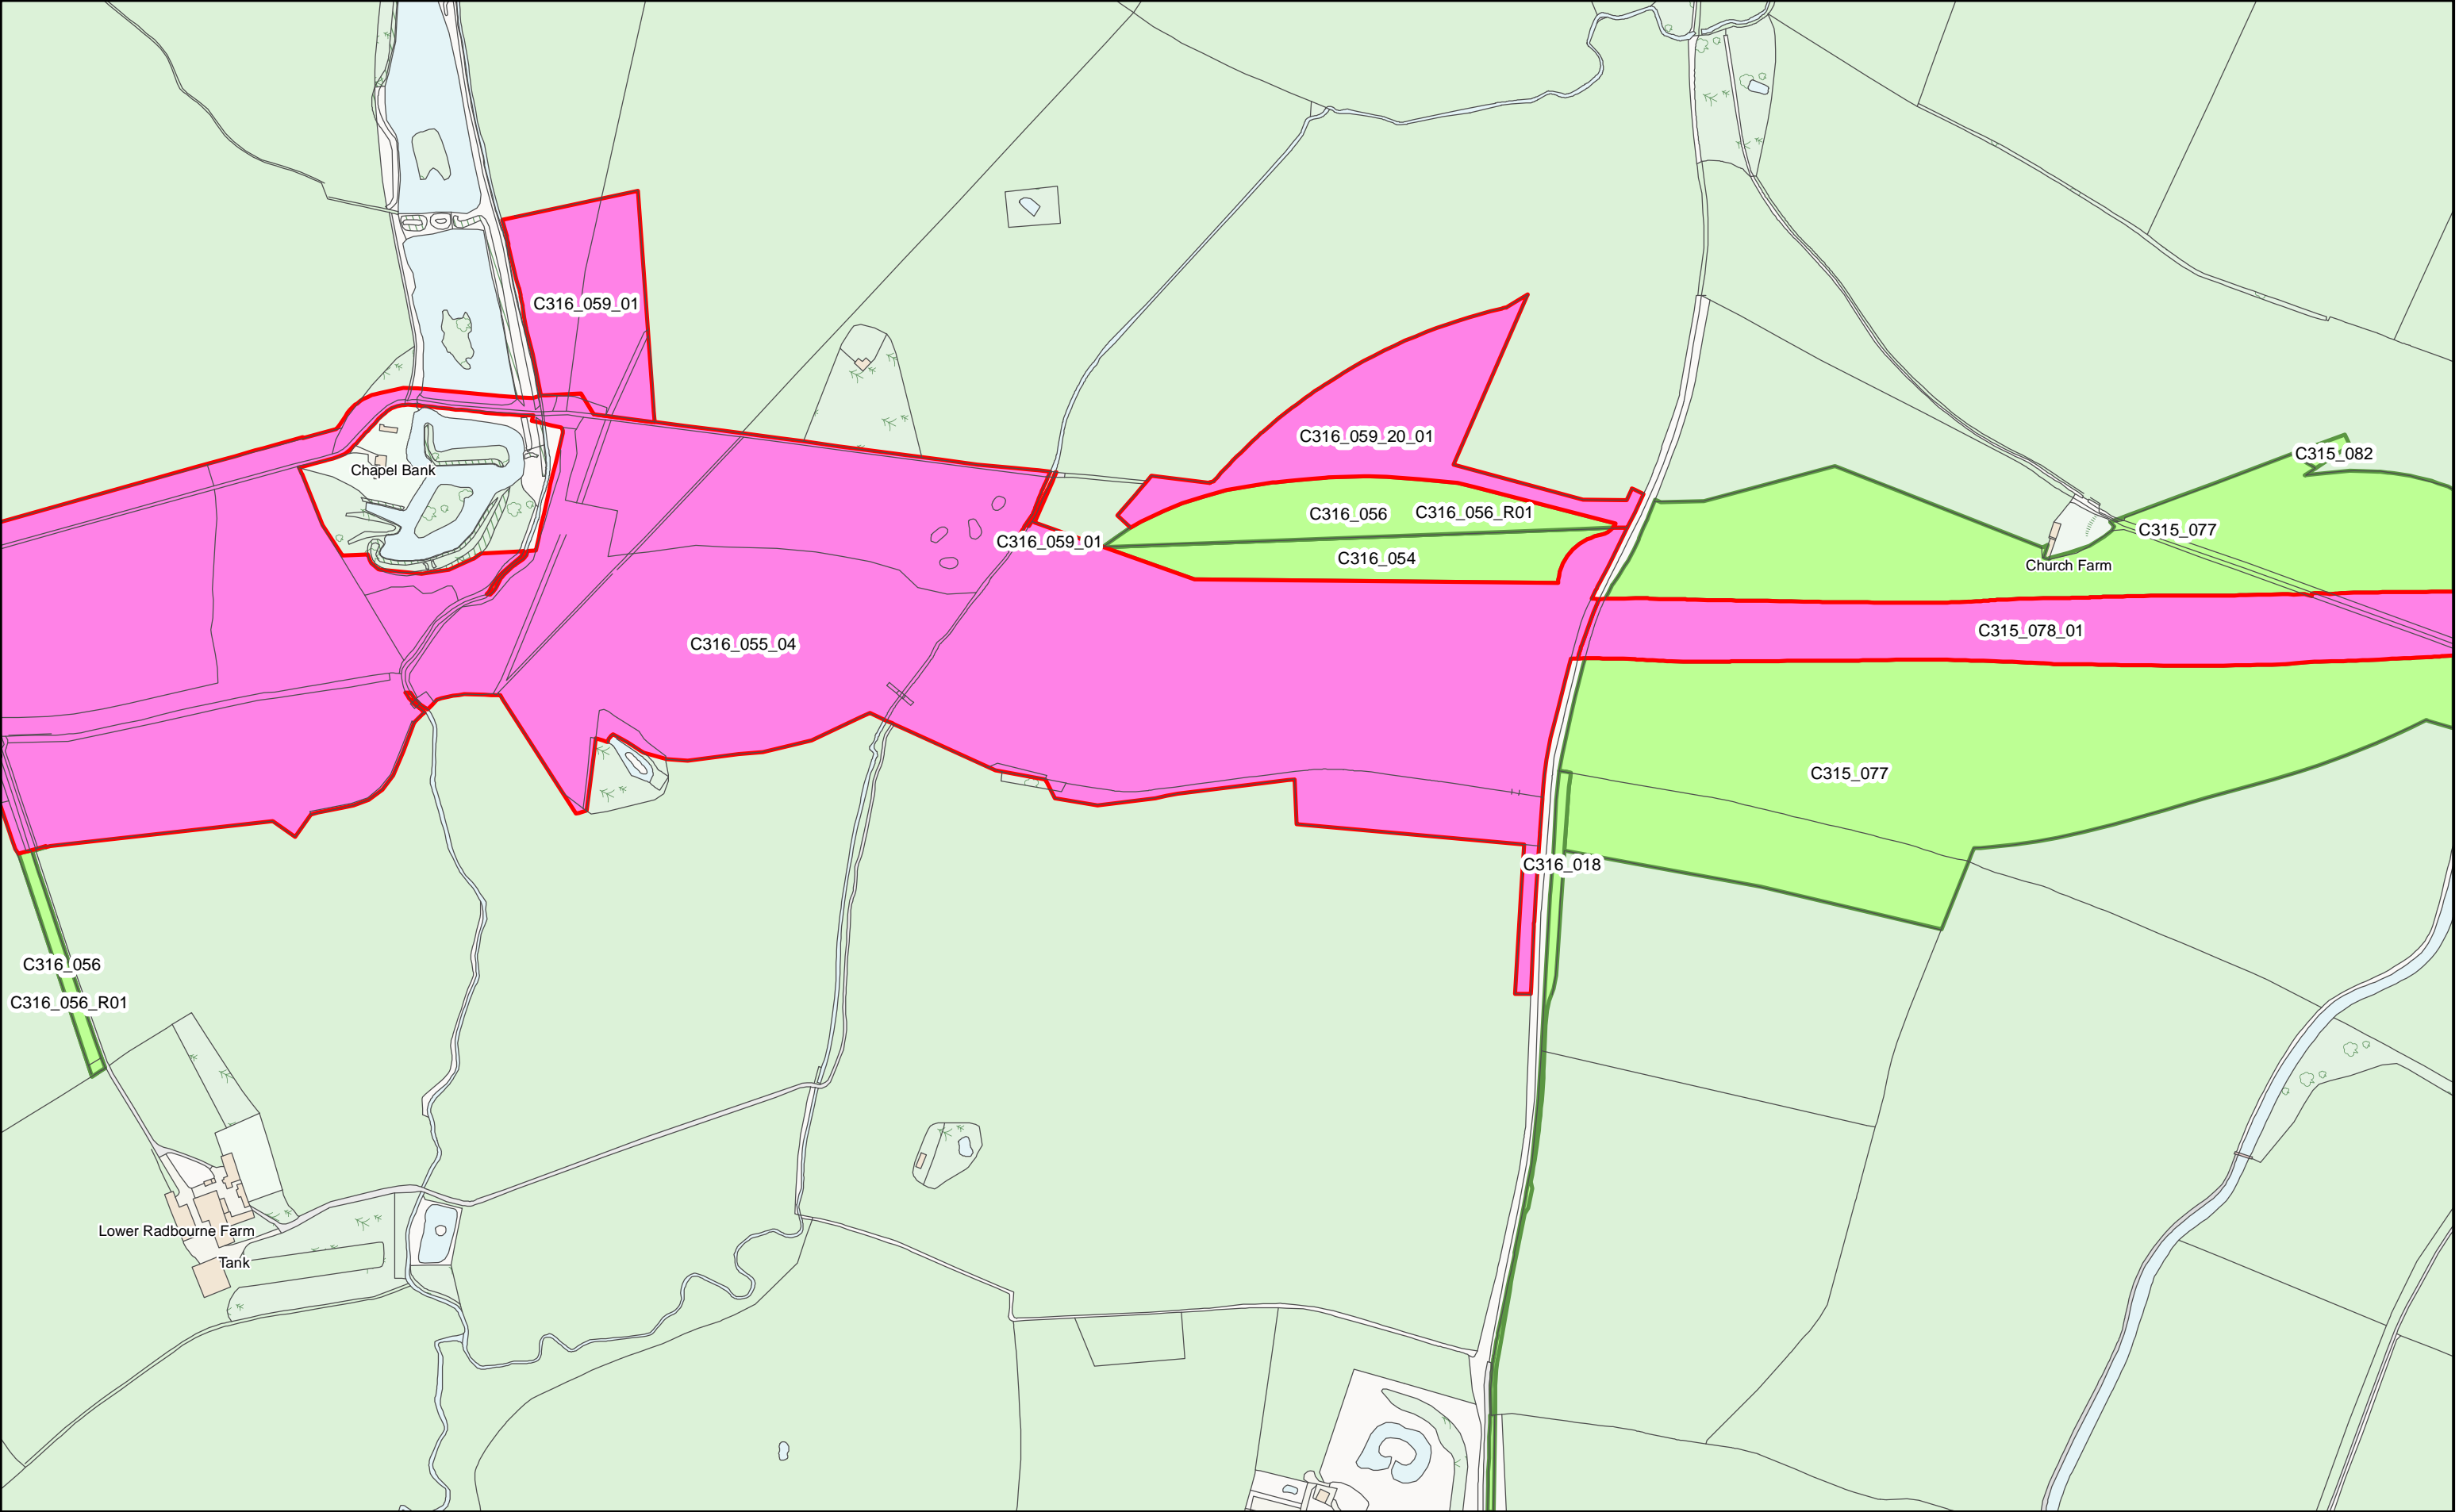 C316_059_01
C316_059_20_01
C315_082
Chapel Bank
C316_056
C316_056_R01
C315_077
C316_059_01
C316_054
Church Farm
C315_078_01
C316_055_04
C315_077
C316_018
C316_056
C316_056_R01
Lower Radbourne Farm
Tank